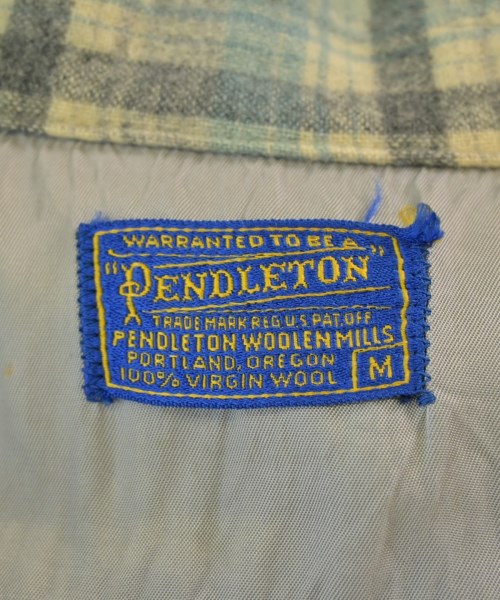 WARRANTED TO BE A
"PENDLETON"
TRADE MARK REG. U.S. PAT. OFF.
PENDLETON WOOLEN MILLS
PORTLAND, OREGON
100% VIRGIN WOOL
M